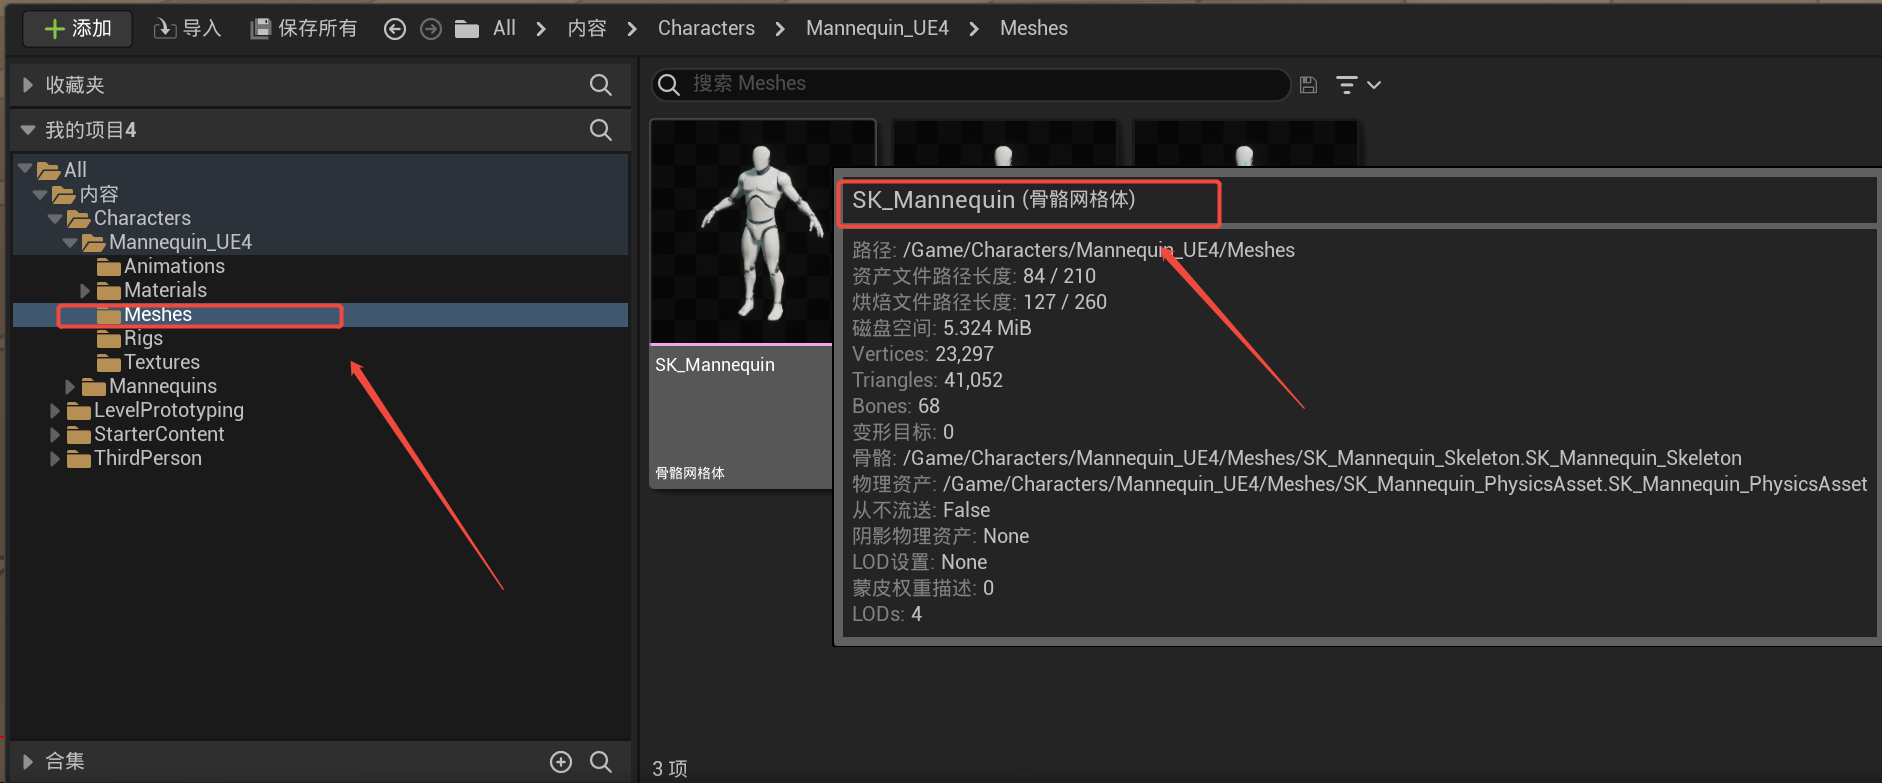 添加
导入
保存所有
All
内容
Characters
Mannequin_UE4
Meshes
收藏夹
我的项目4
All
内容
Characters
Mannequin_UE4
Animations
Materials
Meshes
Rigs
Textures
Mannequins
LevelPrototyping
StarterContent
ThirdPerson
合集
搜索 Meshes
SK_Mannequin
骨骼网格体
SK_Mannequin (骨骼网格体)
路径: /Game/Characters/Mannequin_UE4/Meshes
资产文件路径长度: 84 / 210
烘焙文件路径长度: 127 / 260
磁盘空间: 5.324 MiB
Vertices: 23,297
Triangles: 41,052
Bones: 68
变形目标: 0
骨骼: /Game/Characters/Mannequin_UE4/Meshes/SK_Mannequin_Skeleton.SK_Mannequin_Skeleton
物理资产: /Game/Characters/Mannequin_UE4/Meshes/SK_Mannequin_PhysicsAsset.SK_Mannequin_PhysicsAsset
从不流送: False
阴影物理资产: None
LOD设置: None
蒙皮权重描述: 0
LODs: 4
3 项